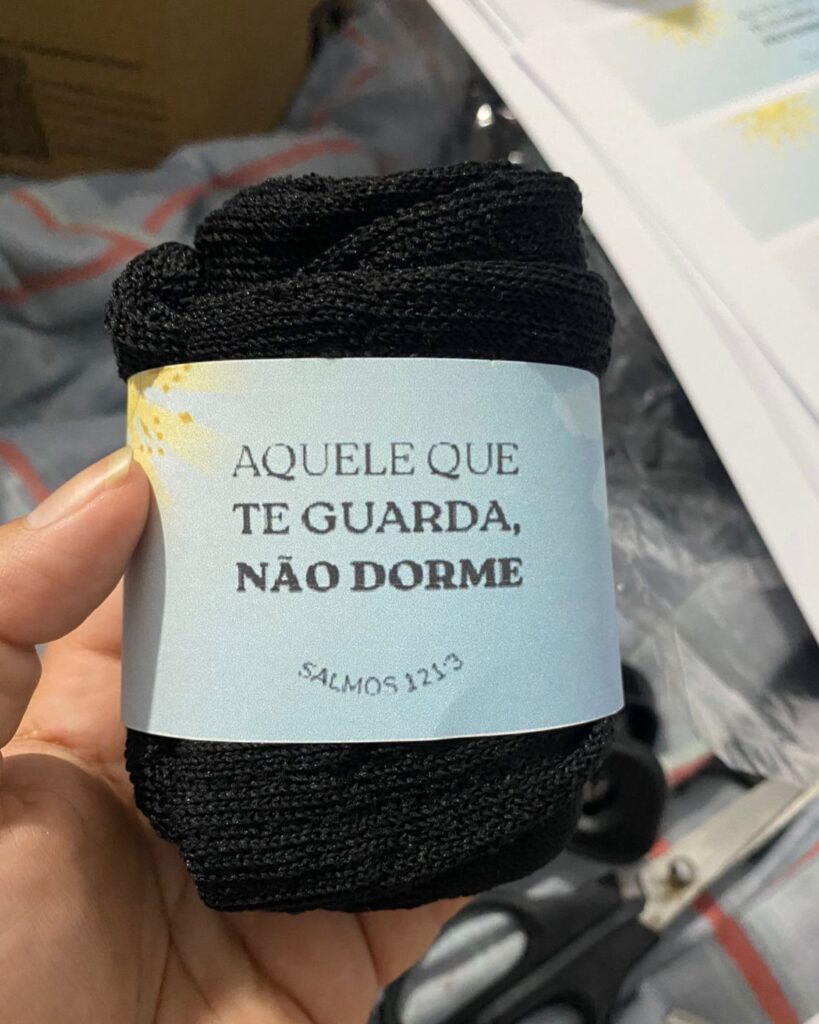 AQUELE QUE
TE GUARDA,
NÃO DORME
SALMOS 121:3